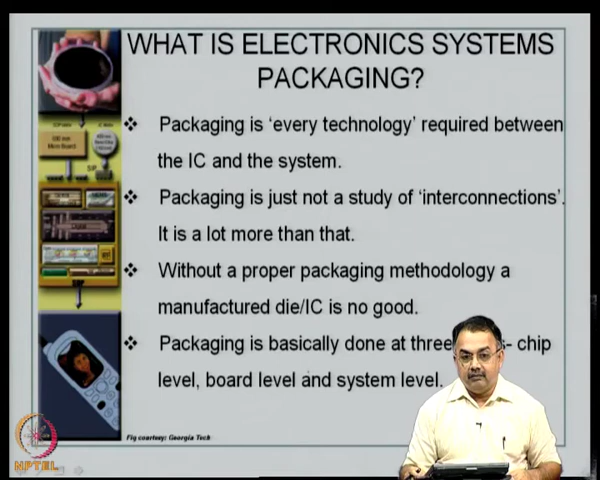 WHAT IS ELECTRONICS SYSTEMS
PACKAGING?
Packaging is 'every technology' required between
the IC and the system.
Packaging is just not a study of 'interconnections'.
It is a lot more than that.
Without a proper packaging methodology a
manufactured die/IC is no good.
Packaging is basically done at three - chip
level, board level and system level.
Fig courtesy: Georgia Tech
NPTEL